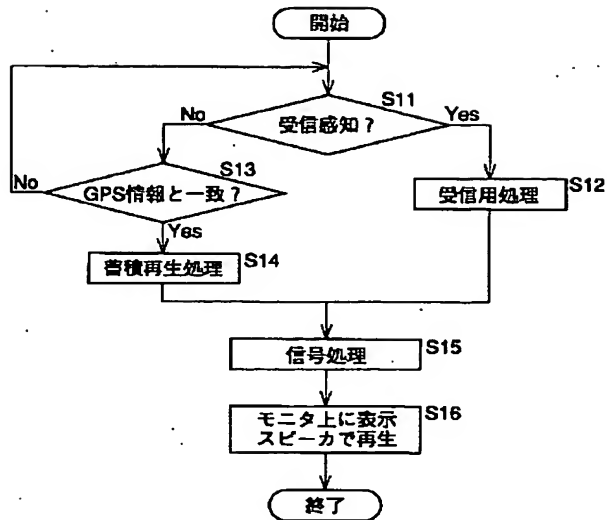 開始
S11
No
受信感知？
Yes
S13
No
GPS情報と一致？
Yes
受信用処理
S12
蓄積再生処理
S14
信号処理
S15
モニタ上に表示
スピーカで再生
S16
終了